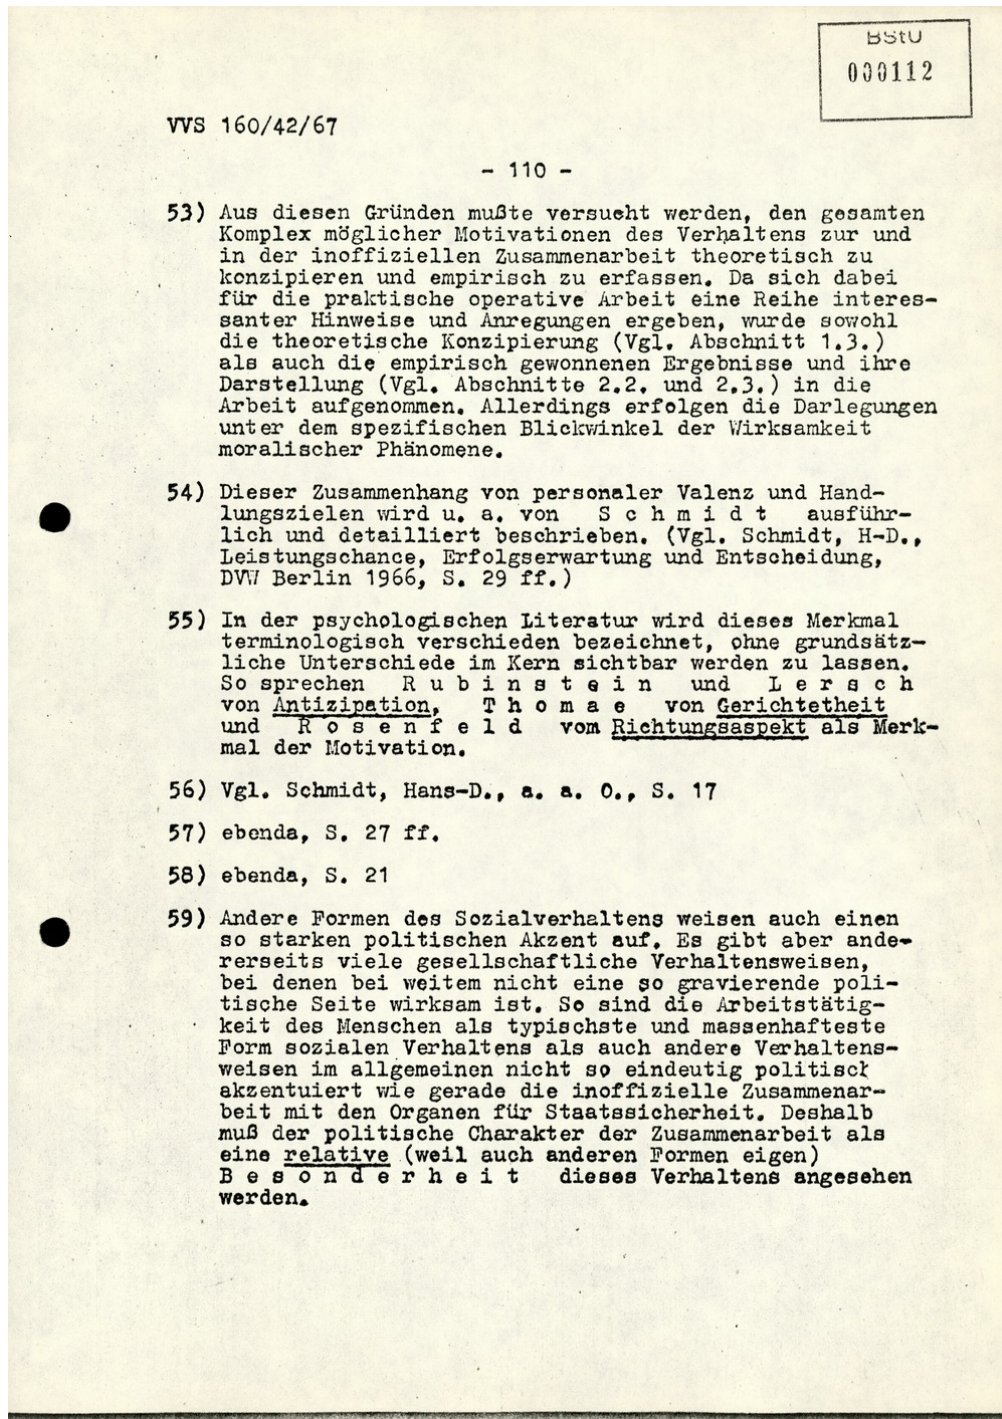 BStU
000112
VVS 160/42/67
- 110 -
53) Aus diesen Gründen mußte versucht werden, den gesamten
Komplex möglicher Motivationen des Verhaltens zur und
in der inoffiziellen Zusammenarbeit theoretisch zu
konzipieren und empirisch zu erfassen. Da sich dabei
für die praktische operative Arbeit eine Reihe interes-
santer Hinweise und Anregungen ergeben, wurde sowohl
die theoretische Konzipierung (Vgl. Abschnitt 1.3.)
als auch die empirisch gewonnenen Ergebnisse und ihre
Darstellung (Vgl. Abschnitte 2.2. und 2.3.) in die
Arbeit aufgenommen. Allerdings erfolgen die Darlegungen
unter dem spezifischen Blickwinkel der Wirksamkeit
moralischer Phänomene.
54) Dieser Zusammenhang von personaler Valenz und Hand-
lungszielen wird u. a. von S c h m i d t ausführ-
lich und detailliert beschrieben. (Vgl. Schmidt, H-D.,
Leistungschance, Erfolgserwartung und Entscheidung,
DVW Berlin 1966, S. 29 ff.)
55) In der psychologischen Literatur wird dieses Merkmal
terminologisch verschieden bezeichnet, ohne grundsätz-
liche Unterschiede im Kern sichtbar werden zu lassen.
So sprechen R u b i n s t e i n und L e r s c h
von Antizipation, T h o m a e von Gerichtetheit
und R o s e n f e l d vom Richtungsaspekt als Merk-
mal der Motivation.
56) Vgl. Schmidt, Hans-D., a. a. O., S. 17
57) ebenda, S. 27 ff.
58) ebenda, S. 21
59) Andere Formen des Sozialverhaltens weisen auch einen
so starken politischen Akzent auf. Es gibt aber ande-
rerseits viele gesellschaftliche Verhaltensweisen,
bei denen bei weitem nicht eine so gravierende poli-
tische Seite wirksam ist. So sind die Arbeitstätig-
keit des Menschen als typischste und massenhafteste
Form sozialen Verhaltens als auch andere Verhaltens-
weisen im allgemeinen nicht so eindeutig politisch
akzentuiert wie gerade die inoffizielle Zusammenar-
beit mit den Organen für Staatssicherheit. Deshalb
muß der politische Charakter der Zusammenarbeit als
eine relative (weil auch anderen Formen eigen)
B e s o n d e r h e i t dieses Verhaltens angesehen
werden.